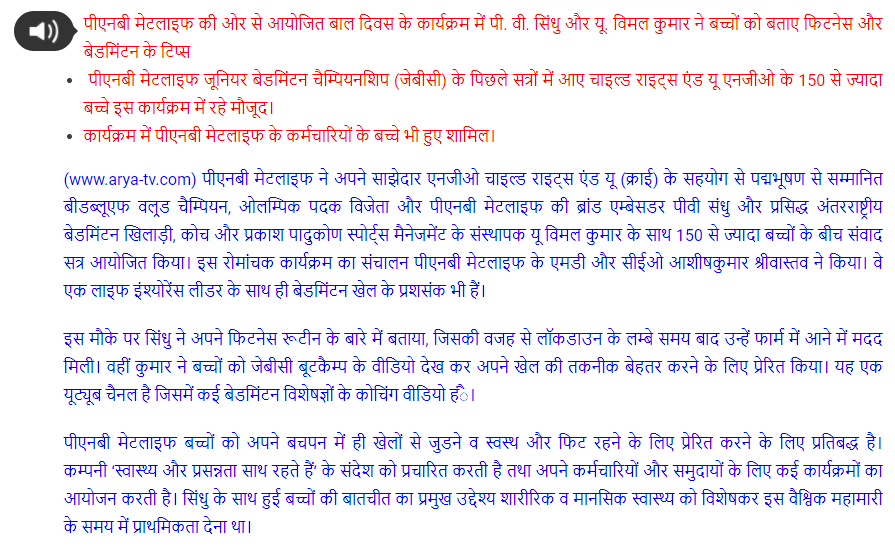 पीएनबी मेटलाइफ की ओर से आयोजित बाल दिवस के कार्यक्रम में पी. वी. सिंधु और यू. विमल कुमार ने बच्चों को बताए फिटनेस और
बेडमिंटन के टिप्स
पीएनबी मेटलाइफ जूनियर बेडमिंटन चैम्पियनशिप (जेबीसी) के पिछले सत्रों में आए चाइल्ड राइट्स एंड यू एनजीओ के 150 से ज्यादा
बच्चे इस कार्यक्रम में रहे मौजूद।
कार्यक्रम में पीएनबी मेटलाइफ के कर्मचारियों के बच्चे भी हुए शामिल।
(www.arya-tv.com) पीएनबी मेटलाइफ ने अपने साझेदार एनजीओ चाइल्ड राइट्स एंड यू (क्राई) के सहयोग से पद्मभूषण से सम्मानित
बीडब्लूएफ वलू्ड चैम्पियन, ओलम्पिक पदक विजेता और पीएनबी मेटलाइफ की ब्रांड एम्बेसडर पीवी संधु और प्रसिद्ध अंतरराष्ट्रीय
बेडमिंटन खिलाड़ी, कोच और प्रकाश पादुकोण स्पोर्ट्स मैनेजमेंट के संस्थापक यू विमल कुमार के साथ 150 से ज्यादा बच्चों के बीच संवाद
सत्र आयोजित किया। इस रोमांचक कार्यक्रम का संचालन पीएनबी मेटलाइफ के एमडी और सीईओ आशीषकुमार श्रीवास्तव ने किया। वे
एक लाइफ इंश्योरेंस लीडर के साथ ही बेडमिंटन खेल के प्रशसंक भी हैं।
इस मौके पर सिंधु ने अपने फिटनेस रूटीन के बारे में बताया, जिसकी वजह से लॉकडाउन के लम्बे समय बाद उन्हें फार्म में आने में मदद
मिली। वहीं कुमार ने बच्चों को जेबीसी बूटकैम्प के वीडियो देख कर अपने खेल की तकनीक बेहतर करने के लिए प्रेरित किया। यह एक
यूट्यूब चैनल है जिसमें कई बेडमिंटन विशेषज्ञों के कोचिंग वीडियो हंै।
पीएनबी मेटलाइफ बच्चों को अपने बचपन में ही खेलों से जुडने व स्वस्थ और फिट रहने के लिए प्रेरित करने के लिए प्रतिबद्ध है।
कम्पनी ‘स्वास्थ्य और प्रसन्नता साथ रहते हैं’ के संदेश को प्रचारित करती है तथा अपने कर्मचारियों और समुदायों के लिए कई कार्यक्रमों का
आयोजन करती है। सिंधु के साथ हुई बच्चों की बातचीत का प्रमुख उद्देश्य शारीरिक व मानसिक स्वास्थ्य को विशेषकर इस वैश्विक महामारी
के समय में प्राथमिकता देना था।